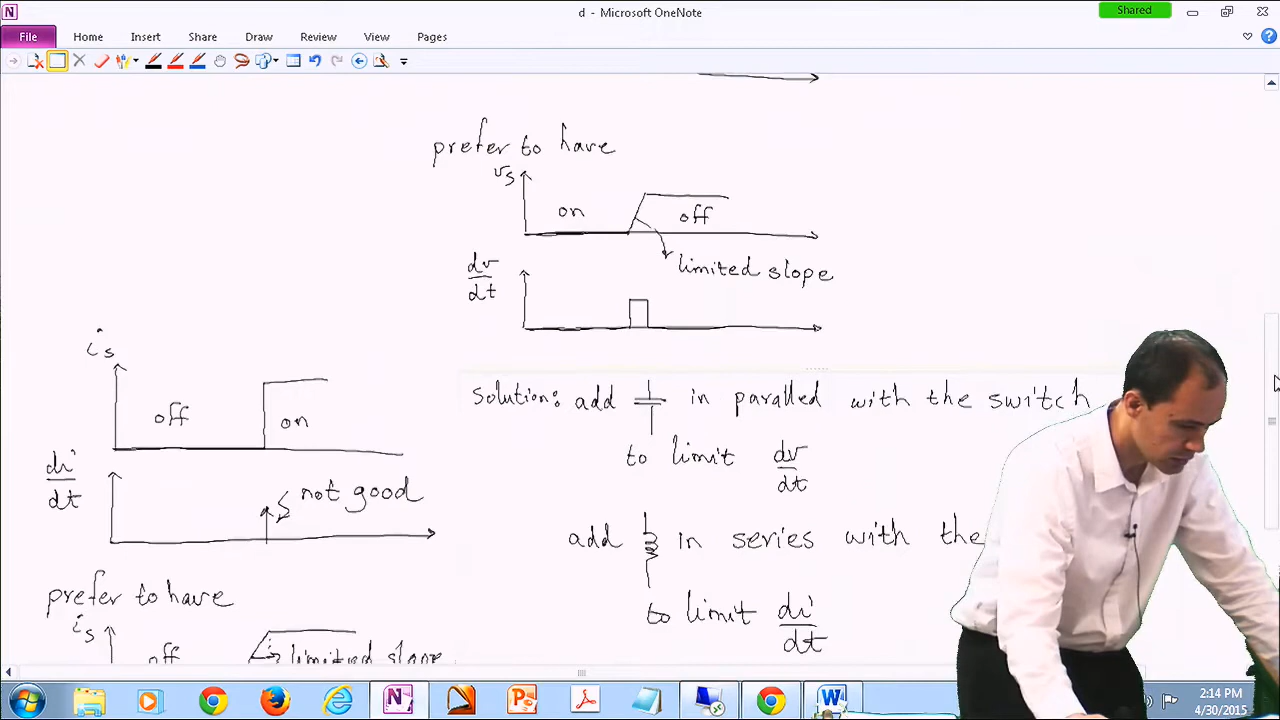 d - Microsoft OneNote
Shared
File Home Insert Share Draw Review View Pages
prefer to have
vs
on
off
limited slope
dv
dt
is
off
on
di
dt
not good
prefer to have
is
off
limited slope
solution: add in paralled with the switch
to limit dv
dt
add in series with the
to limit di
dt
2:14 PM
4/30/2015